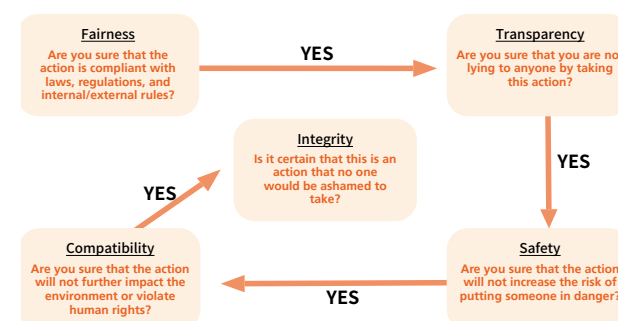 Fairness
Are you sure that the
action is compliant with
laws, regulations, and
internal/external rules?
YES
Transparency
Are you sure that you are no
lying to anyone by taking
this action?
YES
Integrity
Is it certain that this is an
action that no one
would be ashamed to
take?
YES
Compatibility
Are you sure that the action
will not further impact the
environment or violate
human rights?
YES
Safety
Are you sure that the action
will not increase the risk of
putting someone in danger?